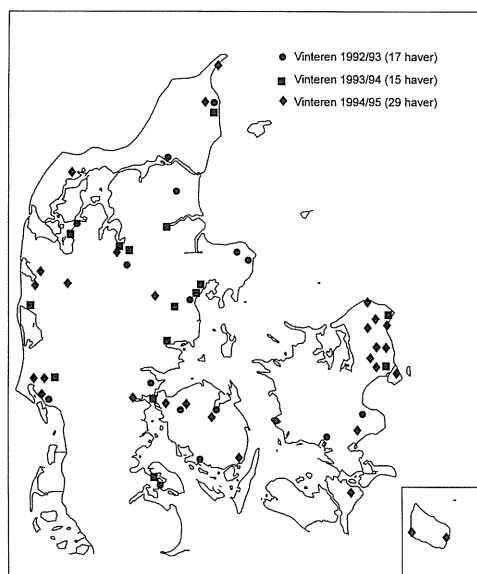 Vinteren 1992/93 (17 haver)
Vinteren 1993/94 (15 haver)
Vinteren 1994/95 (29 haver)